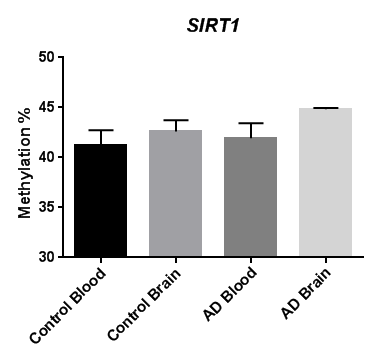 SIRT1
Methylation %
50
45
40
35
30
Control Blood
Control Brain
AD Blood
AD Brain